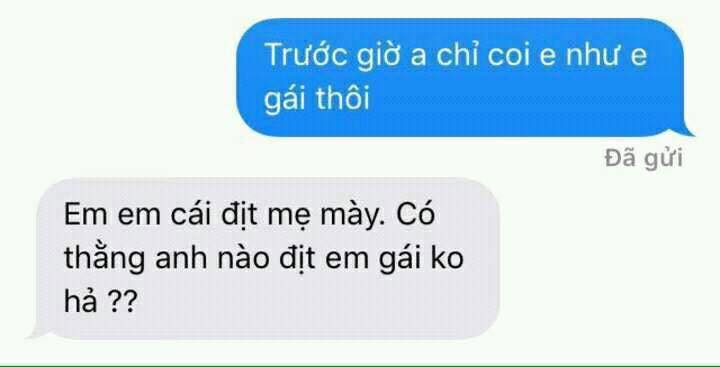 Trước giờ a chỉ coi e như e
gái thôi
Đã gửi
Em em cái địt mẹ mày. Có
thằng anh nào địt em gái ko
hả ??